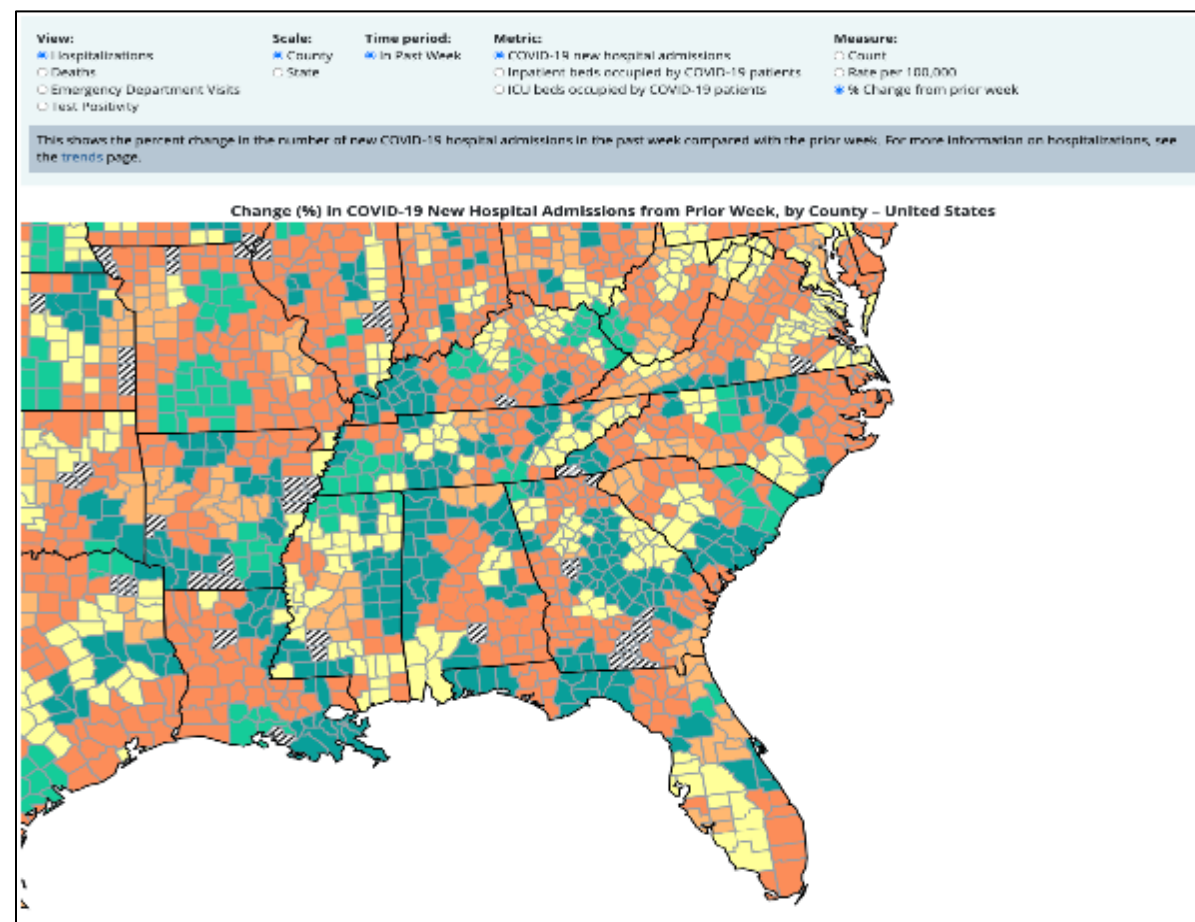 View:
Hospitalizations
Deaths
Emergency Department Visits
Test Positivity
Scale:
County
State
Time period:
In Past Week
Metric:
COVID-19 new hospital admissions
Inpatient beds occupied by COVID-19 patients
ICU beds occupied by COVID-19 patients
Measure:
Count
Rate per 100,000
% Change from prior week
This shows the percent change in the number of new COVID-19 hospital admissions in the past week compared with the prior week. For more information on hospitalizations, see
the trends page.
Change (%) in COVID-19 New Hospital Admissions from Prior Week, by County – United States